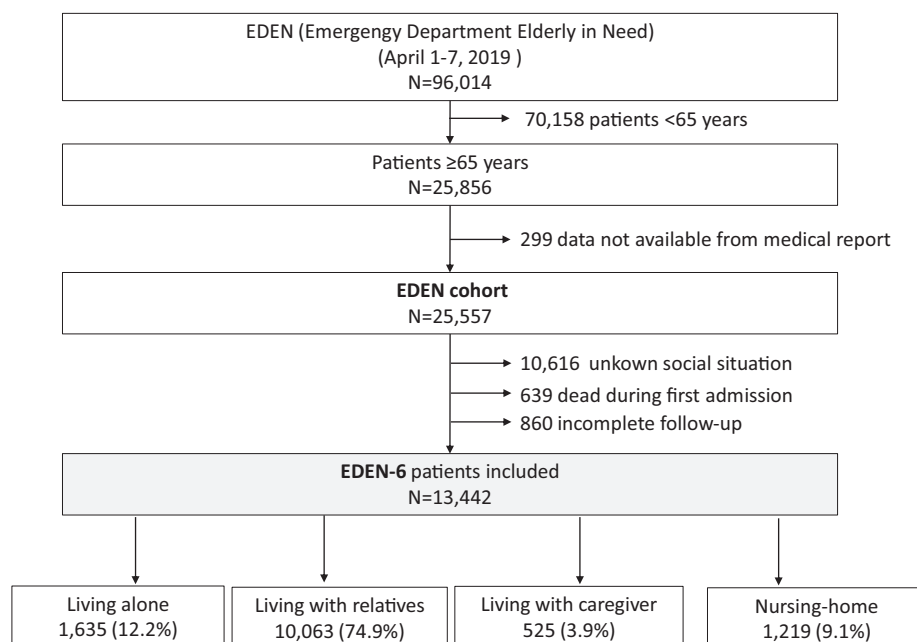 EDEN (Emergengy Department Elderly in Need)
(April 1-7, 2019 )
N=96,014
70,158 patients <65 years
Patients ≥65 years
N=25,856
299 data not available from medical report
EDEN cohort
N=25,557
10,616 unkown social situation
639 dead during first admission
860 incomplete follow-up
EDEN-6 patients included
N=13,442
Living alone
1,635 (12.2%)
Living with relatives
10,063 (74.9%)
Living with caregiver
525 (3.9%)
Nursing-home
1,219 (9.1%)